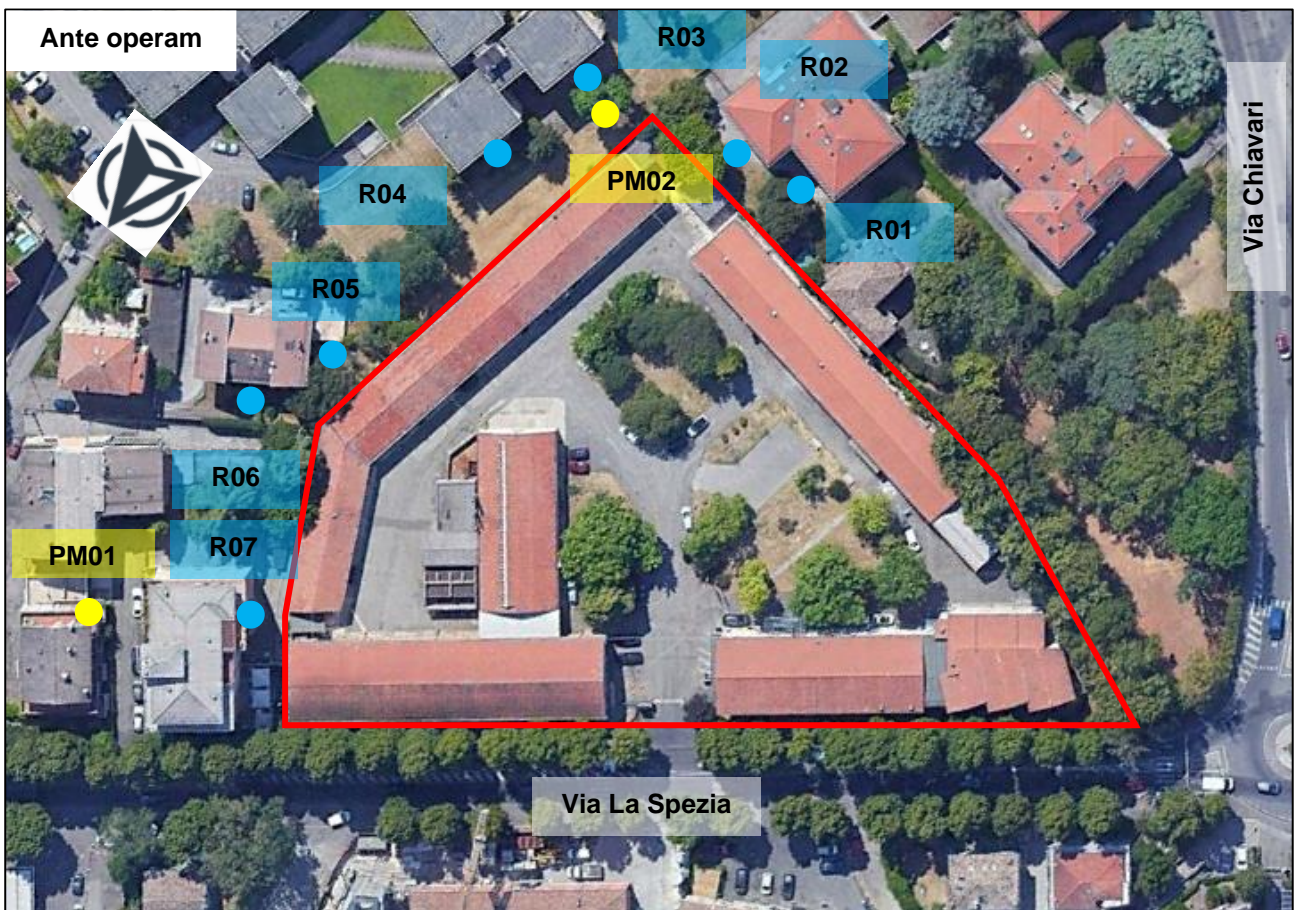 Ante operam
R03
R02
Via Chiavari
PM02
R04
R01
R05
R06
R07
PM01
Via La Spezia